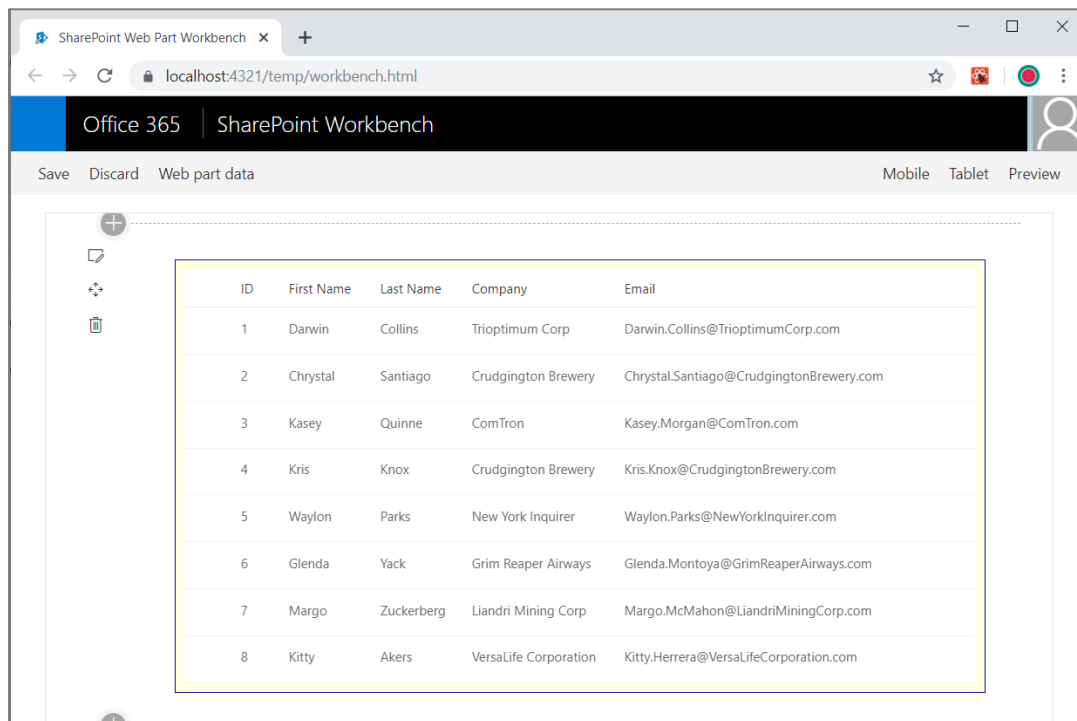 SharePoint Web Part Workbench
localhost:4321/temp/workbench.html
Office 365 SharePoint Workbench
Save Discard Web part data Mobile Tablet Preview
ID First Name Last Name Company Email
1 Darwin Collins Trioptimum Corp Darwin.Collins@TrioptimumCorp.com
2 Chrystal Santiago Crudgington Brewery Chrystal.Santiago@CrudgingtonBrewery.com
3 Kasey Quinne ComTron Kasey.Morgan@ComTron.com
4 Kris Knox Crudgington Brewery Kris.Knox@CrudgingtonBrewery.com
5 Waylon Parks New York Inquirer Waylon.Parks@NewYorkInquirer.com
6 Glenda Yack Grim Reaper Airways Glenda.Montoya@GrimReaperAirways.com
7 Margo Zuckerberg Liandri Mining Corp Margo.McMahon@LiandriMiningCorp.com
8 Kitty Akers VersaLife Corporation Kitty.Herrera@VersaLifeCorporation.com